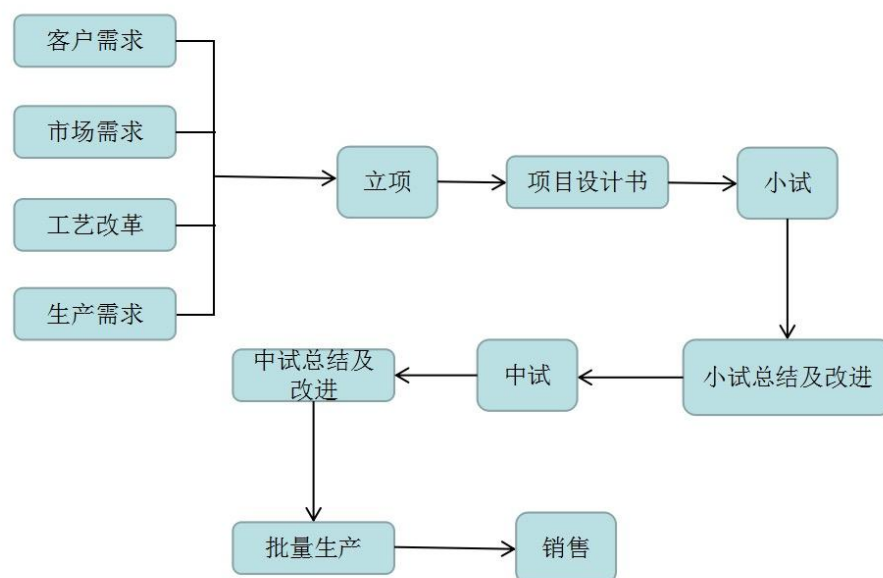 客户需求
市场需求
工艺改革
生产需求
立项
项目设计书
小试
小试总结及改进
中试
中试总结及
改进
批量生产
销售